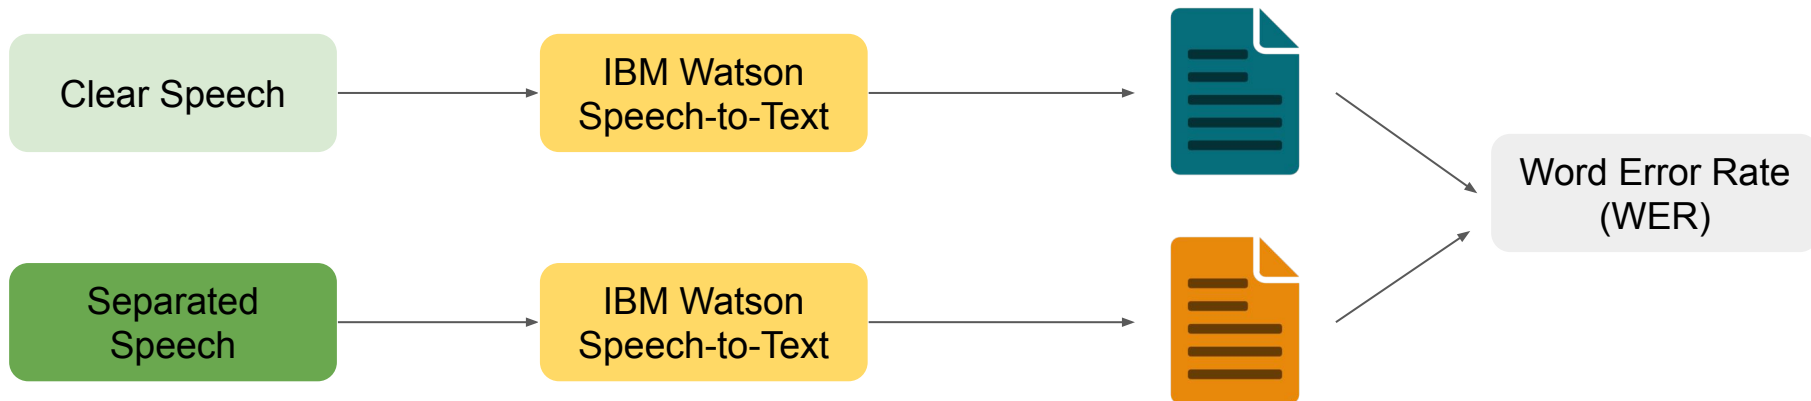 Clear Speech
IBM Watson
Speech-to-Text
Word Error Rate
(WER)
Separated
Speech
IBM Watson
Speech-to-Text